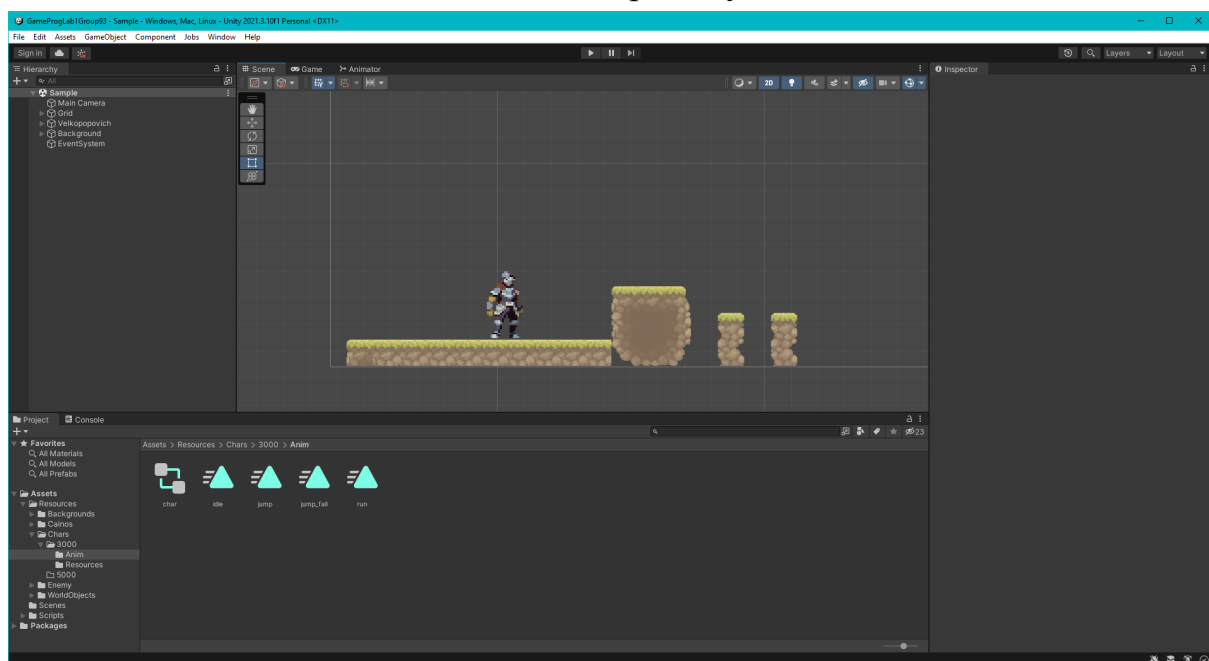 GameProgLab1Group93 - Sample - Windows, Mac, Linux - Unity 2021.3.10f1 Personal <DX11>
File Edit Assets GameObject Component Jobs Window Help
Sign in
Layers
Layout
Hierarchy
Scene
Game
Animator
Inspector
All
2D
Sample
Main Camera
Grid
Velkopopovich
Background
EventSystem
Project
Console
23
Favorites
All Materials
All Models
All Prefabs
Assets > Resources > Chars > 3000 > Anim
char
idle
jump
jump_fall
run
Assets
Resources
Backgrounds
Cainos
Chars
3000
Anim
Resources
5000
Enemy
WorldObjects
Scenes
Scripts
Packages